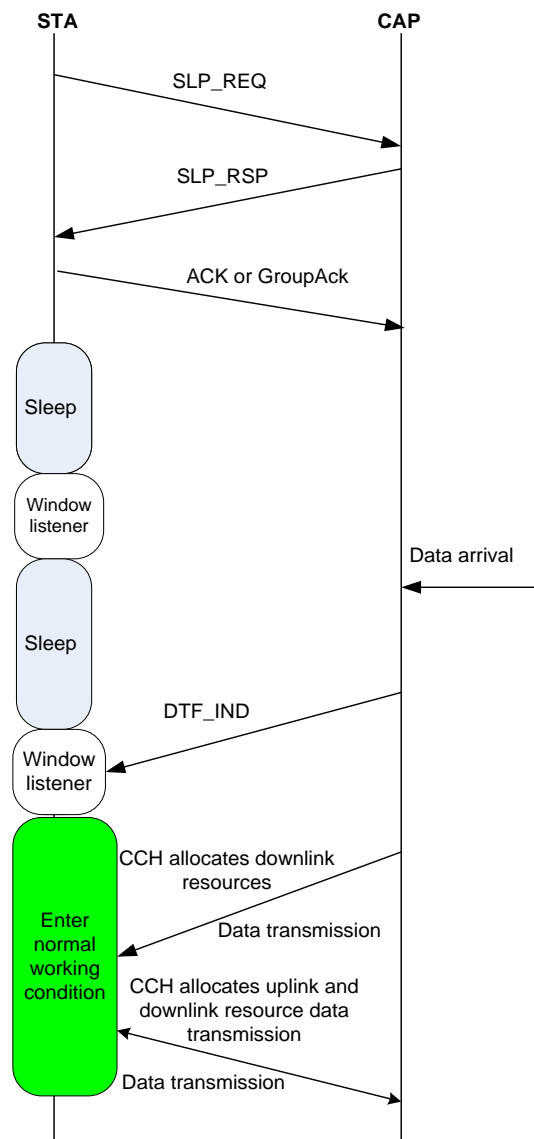 STA
CAP
SLP_REQ
SLP_RSP
ACK or GroupAck
Sleep
Window
listener
Data arrival
Sleep
DTF_IND
Window
listener
CCH allocates downlink
resources
Data transmission
Enter
normal
working
condition
CCH allocates uplink and
downlink resource data
transmission
Data transmission